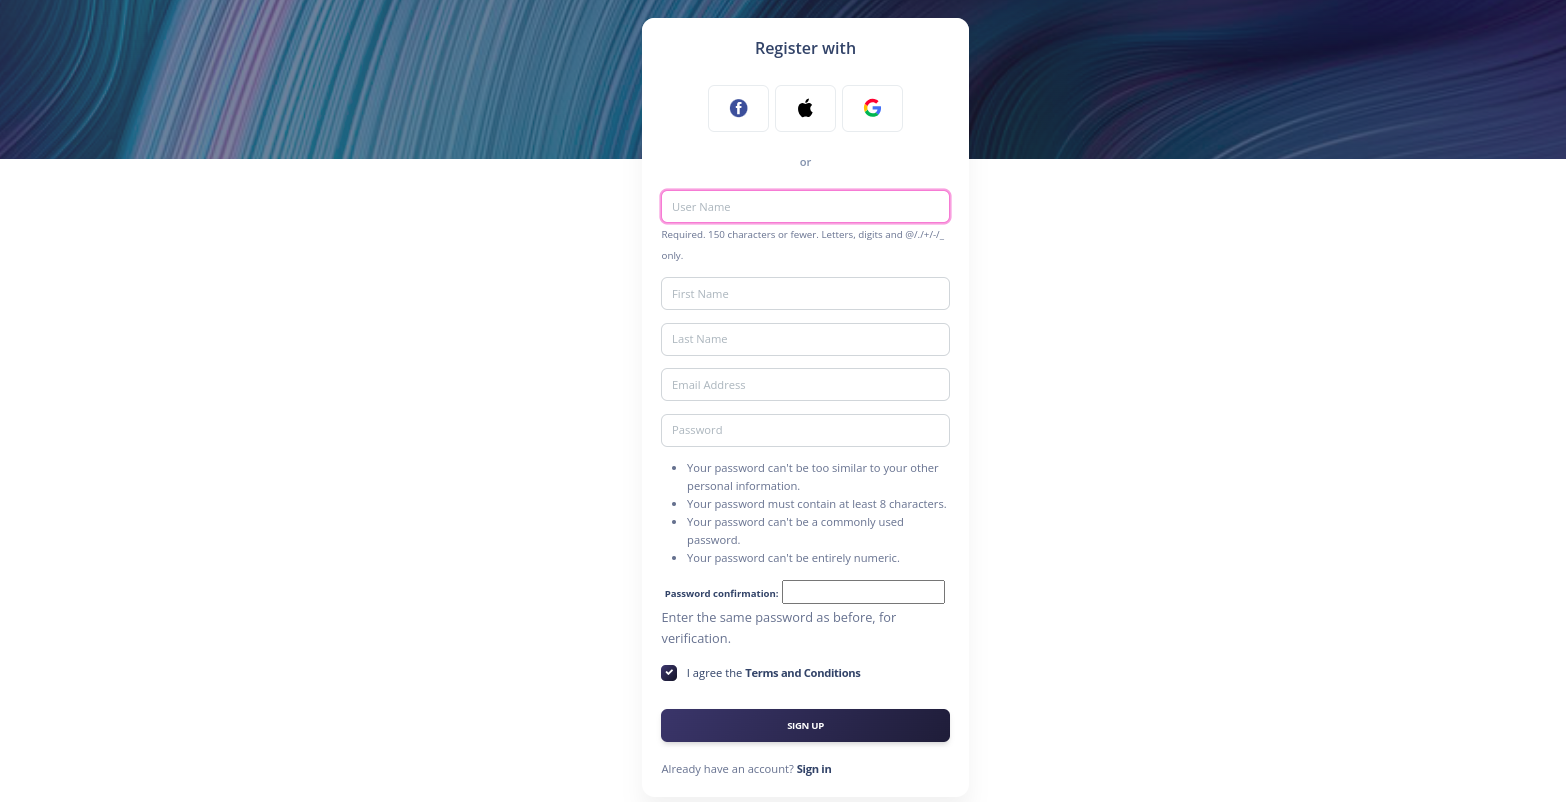 Register with
or
User Name
Required. 150 characters or fewer. Letters, digits and @/./+/-/_
only.
First Name
Last Name
Email Address
Password
Your password can't be too similar to your other
personal information.
Your password must contain at least 8 characters.
Your password can't be a commonly used
password.
Your password can't be entirely numeric.
Password confirmation:
Enter the same password as before, for
verification.
I agree the Terms and Conditions
SIGN UP
Already have an account? Sign in